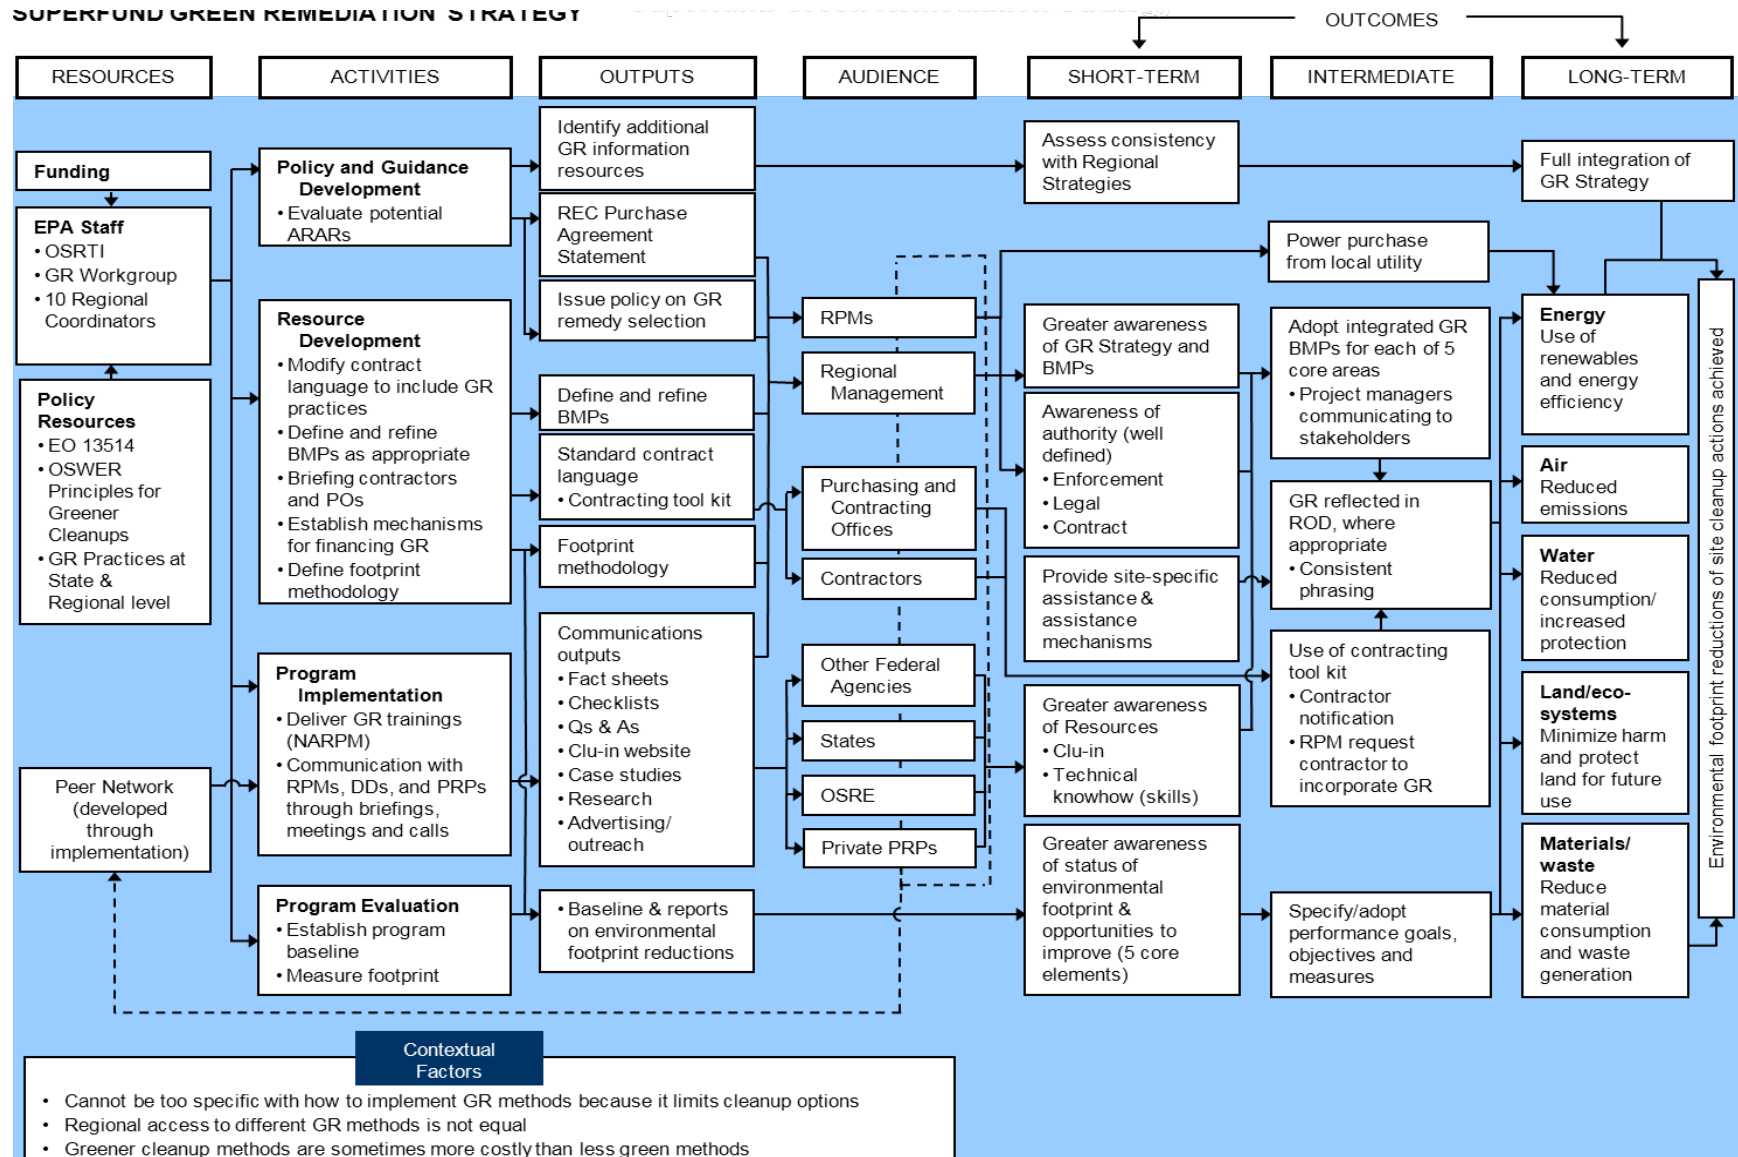 SUPERFUND GREEN REMEDIATION STRATEGY
OUTCOMES
RESOURCES
ACTIVITIES
OUTPUTS
AUDIENCE
SHORT-TERM
INTERMEDIATE
LONG-TERM
Funding
EPA Staff
• OSRTI
• GR Workgroup
• 10 Regional
Coordinators
Policy
Resources
• EO 13514
• OSWER
Principles for
Greener
Cleanups
• GR Practices at
State &
Regional level
Peer Network
(developed
through
implementation)
Policy and Guidance
Development
• Evaluate potential
ARARs
Resource
Development
• Modify contract
language to include GR
practices
• Define and refine
BMPs as appropriate
• Briefing contractors
and POs
• Establish mechanisms
for financing GR
• Define footprint
methodology
Program
Implementation
• Deliver GR trainings
(NARPM)
• Communication with
RPMs, DDs, and PRPs
through briefings,
meetings and calls
Program Evaluation
• Establish program
baseline
• Measure footprint
Identify additional
GR information
resources
REC Purchase
Agreement
Statement
Issue policy on GR
remedy selection
Define and refine
BMPs
Standard contract
language
• Contracting tool kit
Footprint
methodology
Communications
outputs
• Fact sheets
• Checklists
• Qs & As
• Clu-in website
• Case studies
• Research
• Advertising/
outreach
• Baseline & reports
on environmental
footprint reductions
RPMs
Regional
Management
Purchasing and
Contracting
Offices
Contractors
Other Federal
Agencies
States
OSRE
Private PRPs
Assess consistency
with Regional
Strategies
Greater awareness
of GR Strategy and
BMPs
Awareness of
authority (well
defined)
• Enforcement
• Legal
• Contract
Provide site-specific
assistance &
assistance
mechanisms
Greater awareness
of Resources
• Clu-in
• Technical
knowhow (skills)
Greater awareness
of status of
environmental
footprint &
opportunities to
improve (5 core
elements)
Power purchase
from local utility
Adopt integrated GR
BMPs for each of 5
core areas
• Project managers
communicating to
stakeholders
GR reflected in
ROD, where
appropriate
• Consistent
phrasing
Use of contracting
tool kit
• Contractor
notification
• RPM request
contractor to
incorporate GR
Specify/adopt
performance goals,
objectives and
measures
Full integration of
GR Strategy
Energy
Use of
renewables
and energy
efficiency
Air
Reduced
emissions
Water
Reduced
consumption/
increased
protection
Land/eco-
systems
Minimize harm
and protect
land for future
use
Materials/
waste
Reduce
material
consumption
and waste
generation
Environmental footprint reductions of site cleanup actions achieved
Contextual
Factors
• Cannot be too specific with how to implement GR methods because it limits cleanup options
• Regional access to different GR methods is not equal
• Greener cleanup methods are sometimes more costly than less green methods